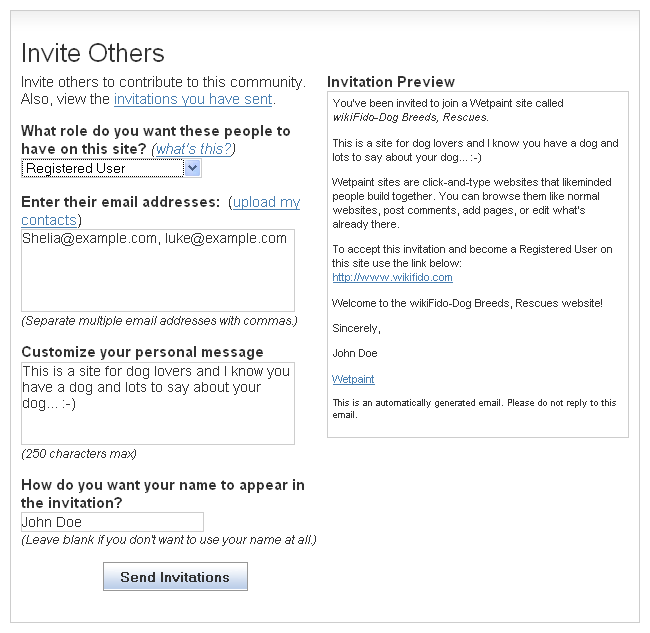 Invite Others
Invite others to contribute to this community.
Also, view the invitations you have sent.
What role do you want these people to
have on this site? (what's this?)
Registered User
Enter their email addresses: (upload my
contacts)
Shelia@example.com, luke@example.com
(Separate multiple email addresses with commas.)
Customize your personal message
This is a site for dog lovers and I know you
have a dog and lots to say about your
dog... :-)
(250 characters max)
How do you want your name to appear in
the invitation?
John Doe
(Leave blank if you don't want to use your name at all.)
Send Invitations
Invitation Preview
You've been invited to join a Wetpaint site called
wikiFido-Dog Breeds, Rescues.
This is a site for dog lovers and I know you have a dog and
lots to say about your dog... :-)
Wetpaint sites are click-and-type websites that likeminded
people build together. You can browse them like normal
websites, post comments, add pages, or edit what's
already there.
To accept this invitation and become a Registered User on
this site use the link below:
http://www.wikifido.com
Welcome to the wikiFido-Dog Breeds, Rescues website!
Sincerely,
John Doe
Wetpaint
This is an automatically generated email. Please do not reply to this
email.